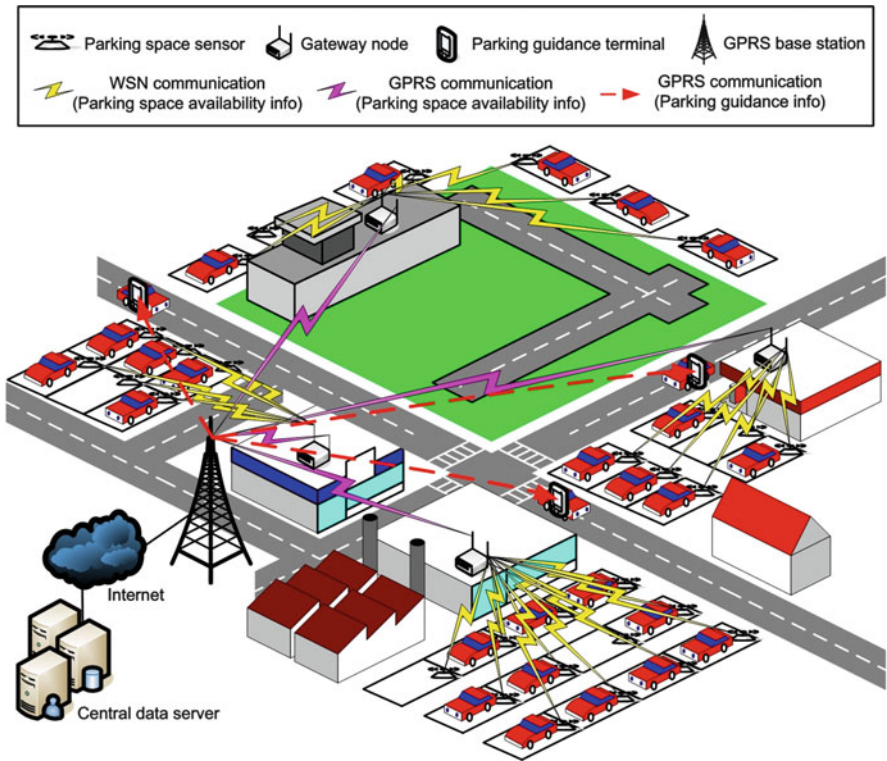 Parking space sensor
Gateway node
Parking guidance terminal
GPRS base station
WSN communication
(Parking space availability info)
GPRS communication
(Parking space availability info)
GPRS communication
(Parking guidance info)
Internet
Central data server